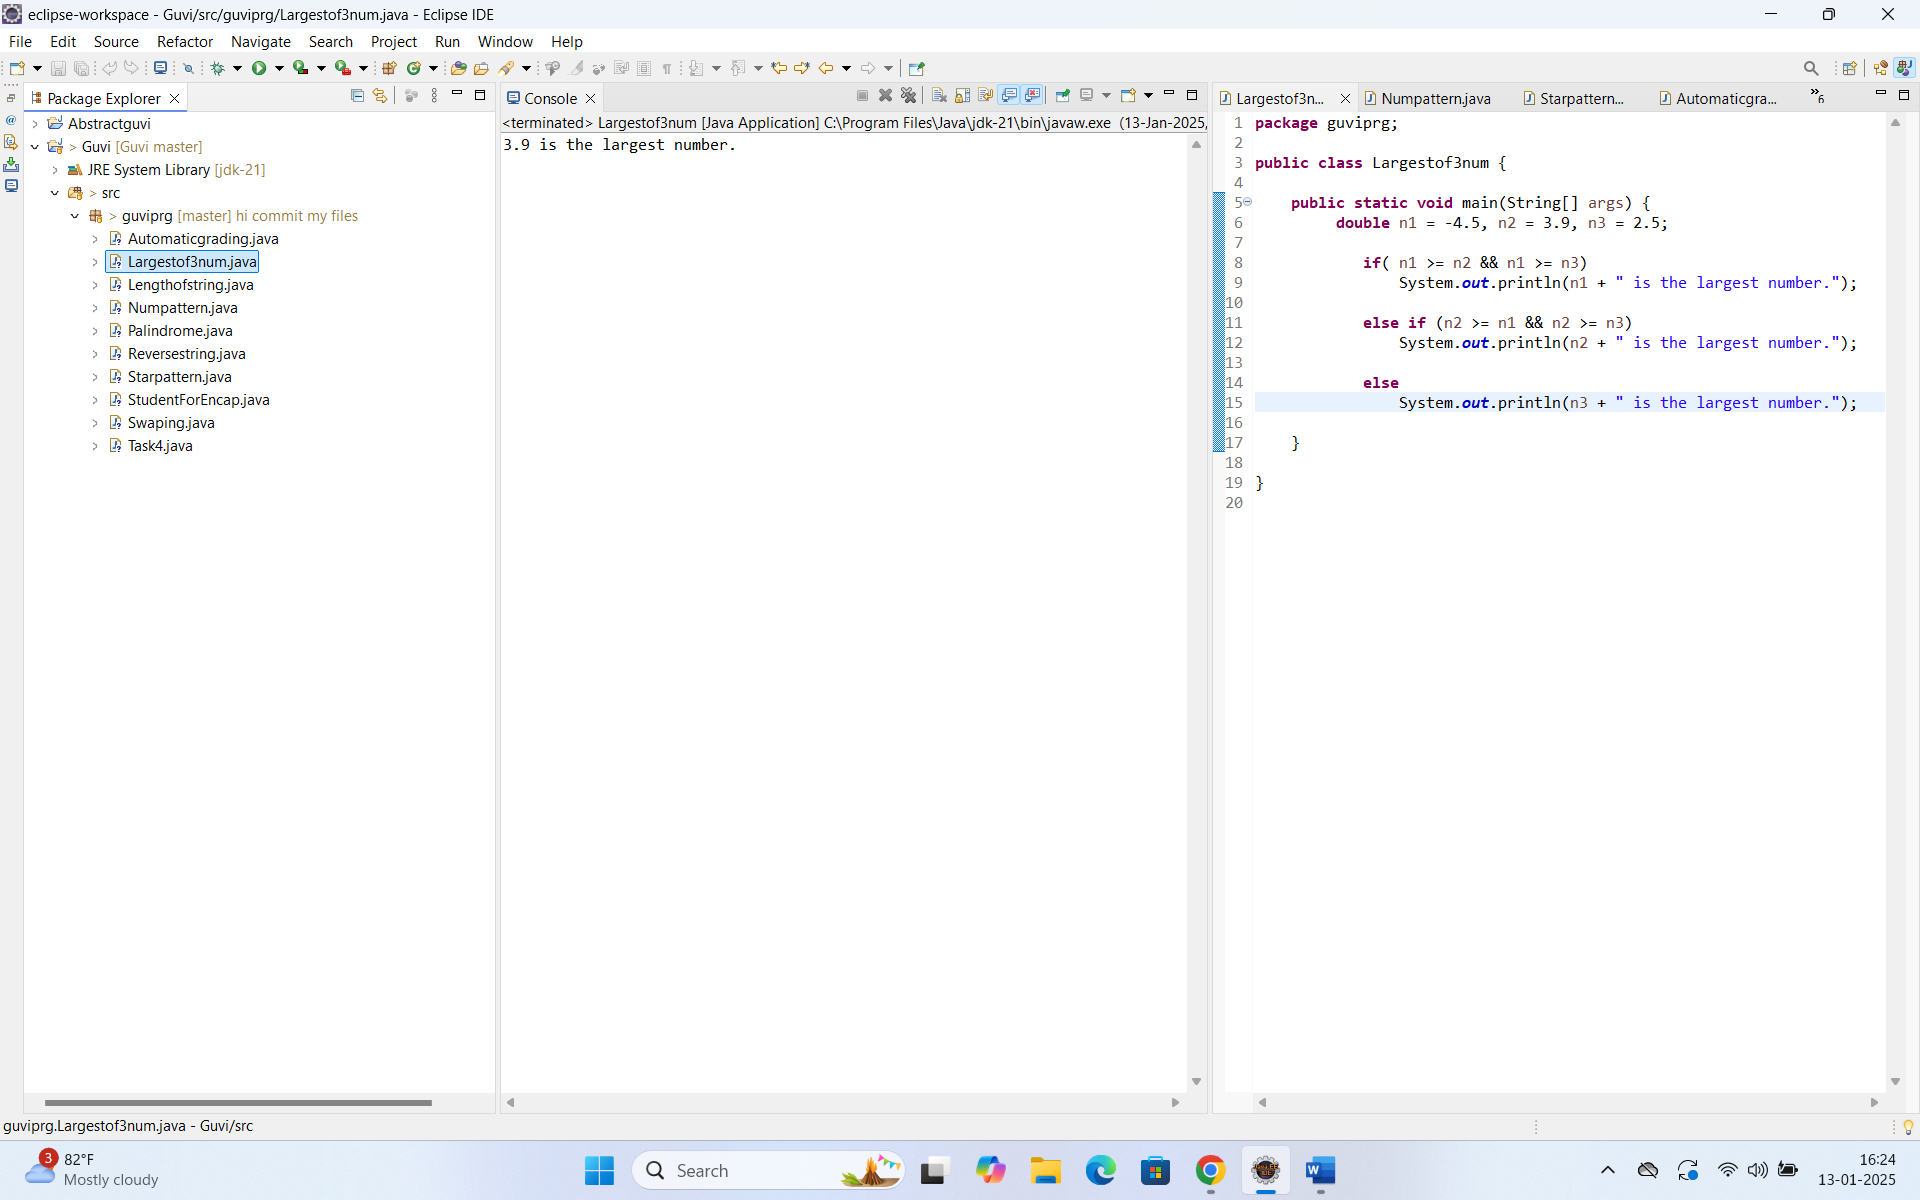 eclipse-workspace - Guvi/src/guviprg/Largestof3num.java - Eclipse IDE
File Edit Source Refactor Navigate Search Project Run Window Help
Package Explorer
Abstractguvi
> Guvi [Guvi master]
JRE System Library [jdk-21]
> src
> guviprg [master] hi commit my files
Automaticgrading.java
Largestof3num.java
Lengthofstring.java
Numpattern.java
Palindrome.java
Reversestring.java
Starpattern.java
StudentForEncap.java
Swaping.java
Task4.java
Console
<terminated> Largestof3num [Java Application] C:\Program Files\Java\jdk-21\bin\javaw.exe (13-Jan-2025,
3.9 is the largest number.
Largestof3n... Numpattern.java Starpattern... Automaticgra... »6
1 package guviprg;
2
3 public class Largestof3num {
4
5 public static void main(String[] args) {
6 double n1 = -4.5, n2 = 3.9, n3 = 2.5;
7
8 if( n1 >= n2 && n1 >= n3)
9 System.out.println(n1 + " is the largest number.");
10
11 else if (n2 >= n1 && n2 >= n3)
12 System.out.println(n2 + " is the largest number.");
13
14 else
15 System.out.println(n3 + " is the largest number.");
16
17 }
18
19 }
20
guviprg.Largestof3num.java - Guvi/src
3
82°F
Mostly cloudy
Search
16:24
13-01-2025